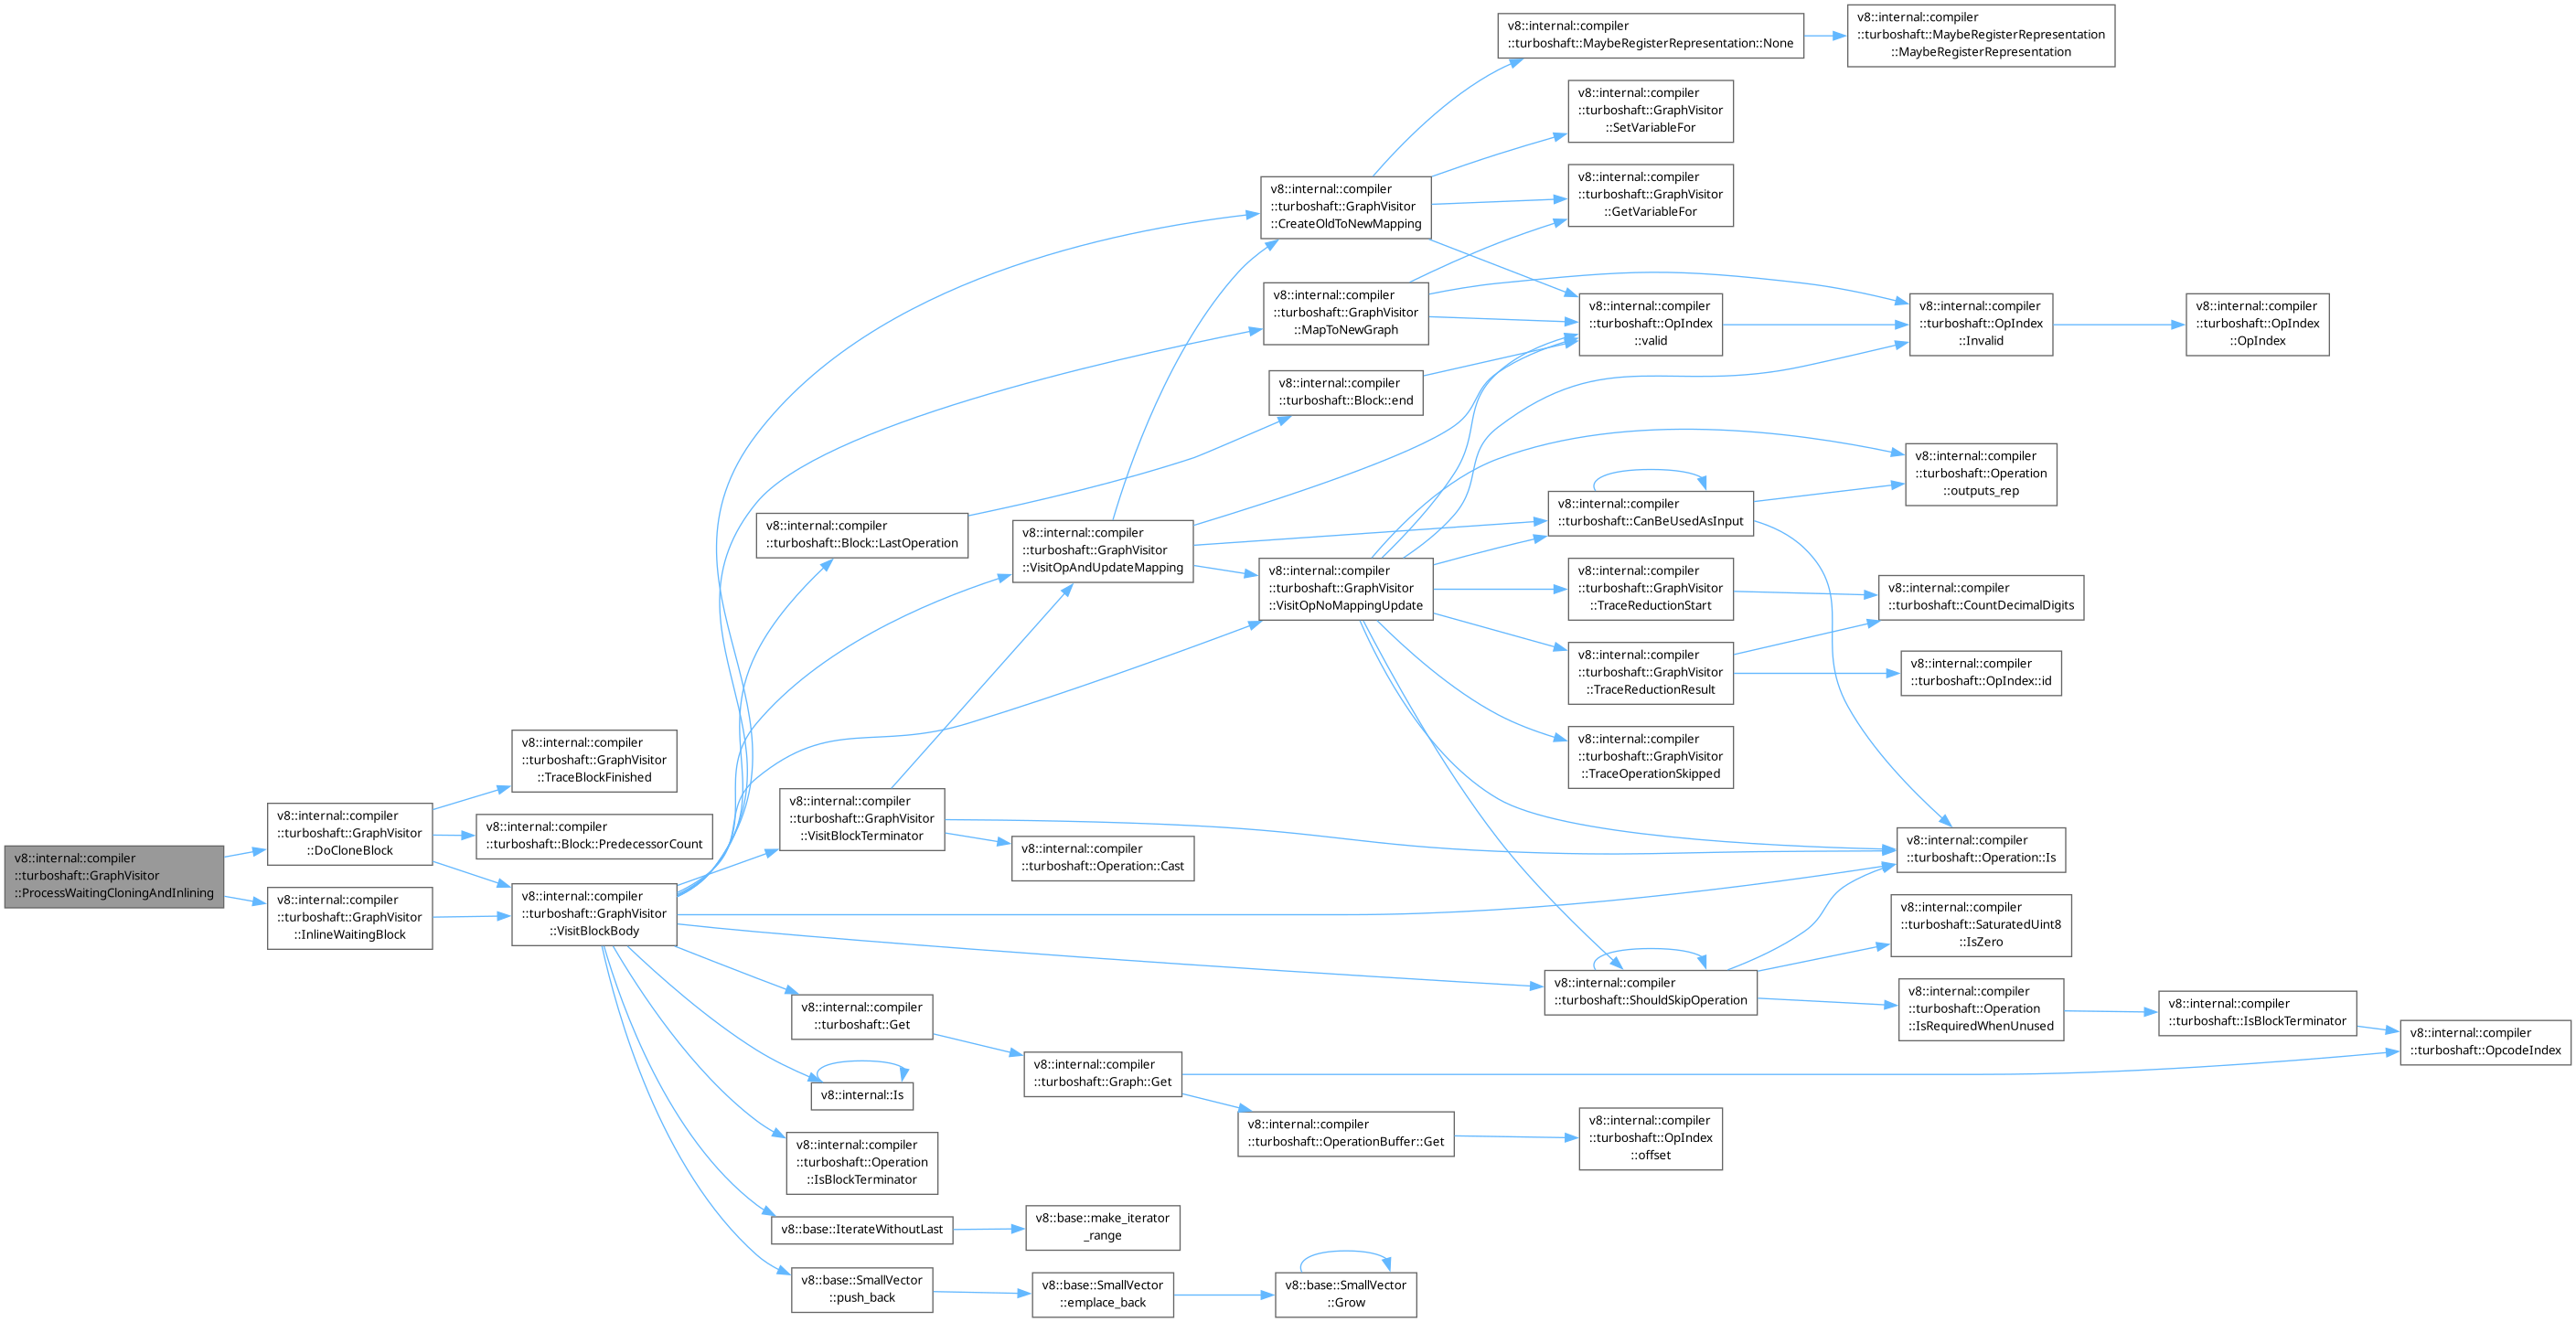 v8::internal::compiler
::turboshaft::GraphVisitor
::ProcessWaitingCloningAndInlining
v8::internal::compiler
::turboshaft::GraphVisitor
::DoCloneBlock
v8::internal::compiler
::turboshaft::GraphVisitor
::InlineWaitingBlock
v8::internal::compiler
::turboshaft::GraphVisitor
::TraceBlockFinished
v8::internal::compiler
::turboshaft::Block::PredecessorCount
v8::internal::compiler
::turboshaft::GraphVisitor
::VisitBlockBody
v8::internal::compiler
::turboshaft::Block::LastOperation
v8::internal::compiler
::turboshaft::GraphVisitor
::VisitBlockTerminator
v8::internal::compiler
::turboshaft::Get
v8::internal::Is
v8::internal::compiler
::turboshaft::Operation
::IsBlockTerminator
v8::base::IterateWithoutLast
v8::base::SmallVector
::push_back
v8::internal::compiler
::turboshaft::GraphVisitor
::VisitOpAndUpdateMapping
v8::internal::compiler
::turboshaft::Operation::Cast
v8::internal::compiler
::turboshaft::Graph::Get
v8::base::make_iterator
_range
v8::base::SmallVector
::emplace_back
v8::internal::compiler
::turboshaft::GraphVisitor
::CreateOldToNewMapping
v8::internal::compiler
::turboshaft::GraphVisitor
::MapToNewGraph
v8::internal::compiler
::turboshaft::Block::end
v8::internal::compiler
::turboshaft::GraphVisitor
::VisitOpNoMappingUpdate
v8::internal::compiler
::turboshaft::OperationBuffer::Get
v8::base::SmallVector
::Grow
v8::internal::compiler
::turboshaft::MaybeRegisterRepresentation::None
v8::internal::compiler
::turboshaft::GraphVisitor
::SetVariableFor
v8::internal::compiler
::turboshaft::GraphVisitor
::GetVariableFor
v8::internal::compiler
::turboshaft::OpIndex
::valid
v8::internal::compiler
::turboshaft::CanBeUsedAsInput
v8::internal::compiler
::turboshaft::GraphVisitor
::TraceReductionStart
v8::internal::compiler
::turboshaft::GraphVisitor
::TraceReductionResult
v8::internal::compiler
::turboshaft::GraphVisitor
::TraceOperationSkipped
v8::internal::compiler
::turboshaft::ShouldSkipOperation
v8::internal::compiler
::turboshaft::OpIndex
::offset
v8::internal::compiler
::turboshaft::MaybeRegisterRepresentation
::MaybeRegisterRepresentation
v8::internal::compiler
::turboshaft::OpIndex
::Invalid
v8::internal::compiler
::turboshaft::Operation
::outputs_rep
v8::internal::compiler
::turboshaft::CountDecimalDigits
v8::internal::compiler
::turboshaft::OpIndex::id
v8::internal::compiler
::turboshaft::Operation::Is
v8::internal::compiler
::turboshaft::SaturatedUint8
::IsZero
v8::internal::compiler
::turboshaft::Operation
::IsRequiredWhenUnused
v8::internal::compiler
::turboshaft::OpIndex
::OpIndex
v8::internal::compiler
::turboshaft::IsBlockTerminator
v8::internal::compiler
::turboshaft::OpcodeIndex